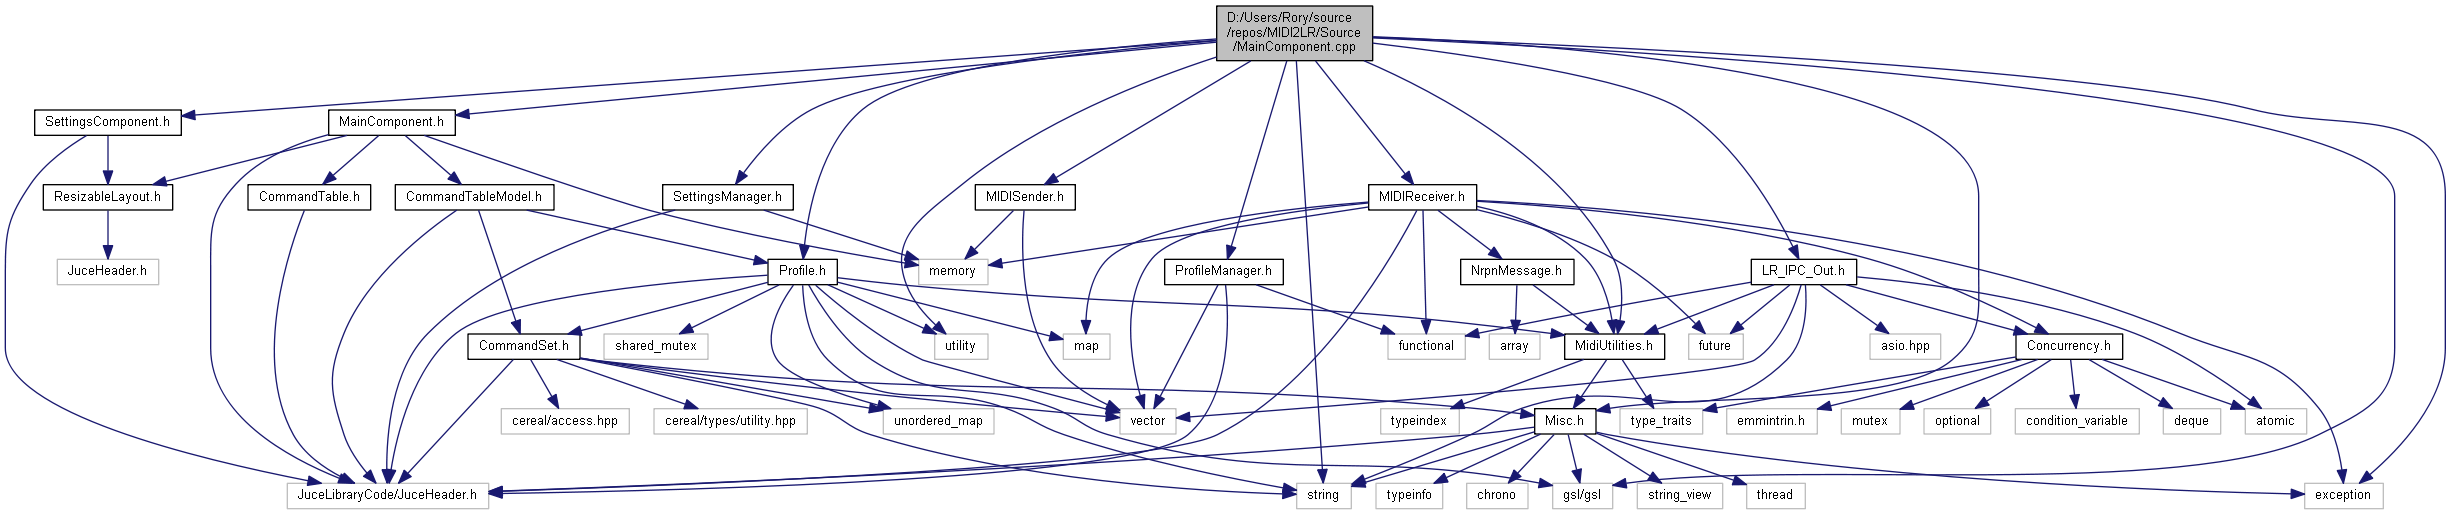 D:/Users/Rory/source
/repos/MIDI2LR/Source
/MainComponent.cpp
SettingsComponent.h
MainComponent.h
ResizableLayout.h
CommandTable.h
CommandTableModel.h
SettingsManager.h
MIDISender.h
MIDIReceiver.h
JuceHeader.h
Profile.h
memory
ProfileManager.h
NrpnMessage.h
LR_IPC_Out.h
CommandSet.h
shared_mutex
utility
map
functional
array
MidiUtilities.h
future
asio.hpp
Concurrency.h
cereal/access.hpp
cereal/types/utility.hpp
unordered_map
vector
typeindex
Misc.h
type_traits
emmintrin.h
mutex
optional
condition_variable
deque
atomic
JuceLibraryCode/JuceHeader.h
string
typeinfo
chrono
gsl/gsl
string_view
thread
exception